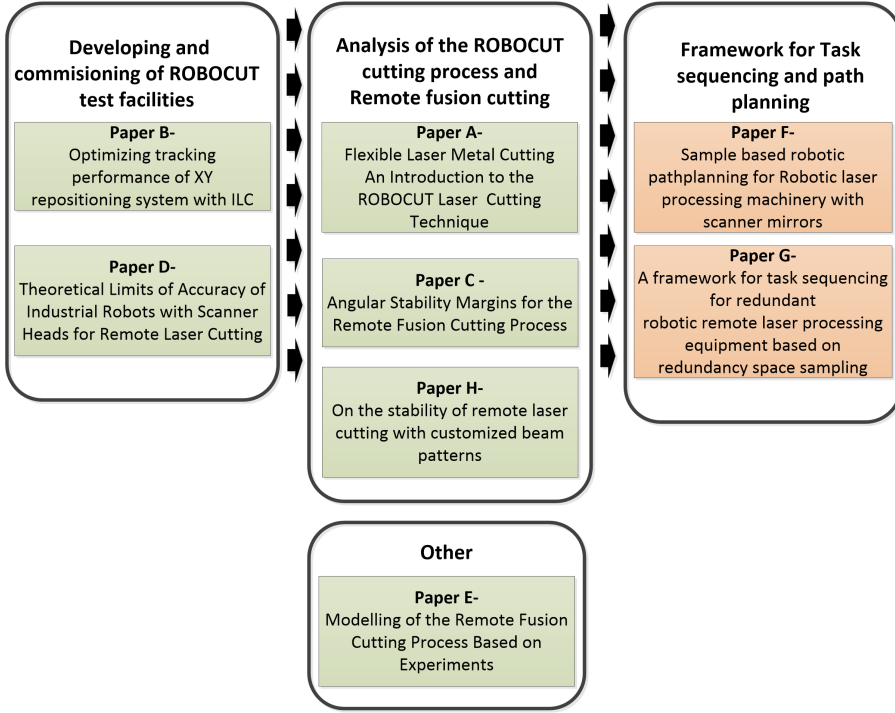 Developing and
commisioning of ROBOCUT
test facilities
Paper B-
Optimizing tracking
performance of XY
repositioning system with ILC
Paper D-
Theoretical Limits of Accuracy of
Industrial Robots with Scanner
Heads for Remote Laser Cutting
Analysis of the ROBOCUT
cutting process and
Remote fusion cutting
Paper A-
Flexible Laser Metal Cutting
An Introduction to the
ROBOCUT Laser Cutting
Technique
Paper C -
Angular Stability Margins for the
Remote Fusion Cutting Process
Paper H-
On the stability of remote laser
cutting with customized beam
patterns
Framework for Task
sequencing and path
planning
Paper F-
Sample based robotic
pathplanning for Robotic laser
processing machinery with
scanner mirrors
Paper G-
A framework for task sequencing
for redundant
robotic remote laser processing
equipment based on
redundancy space sampling
Other
Paper E-
Modelling of the Remote Fusion
Cutting Process Based on
Experiments